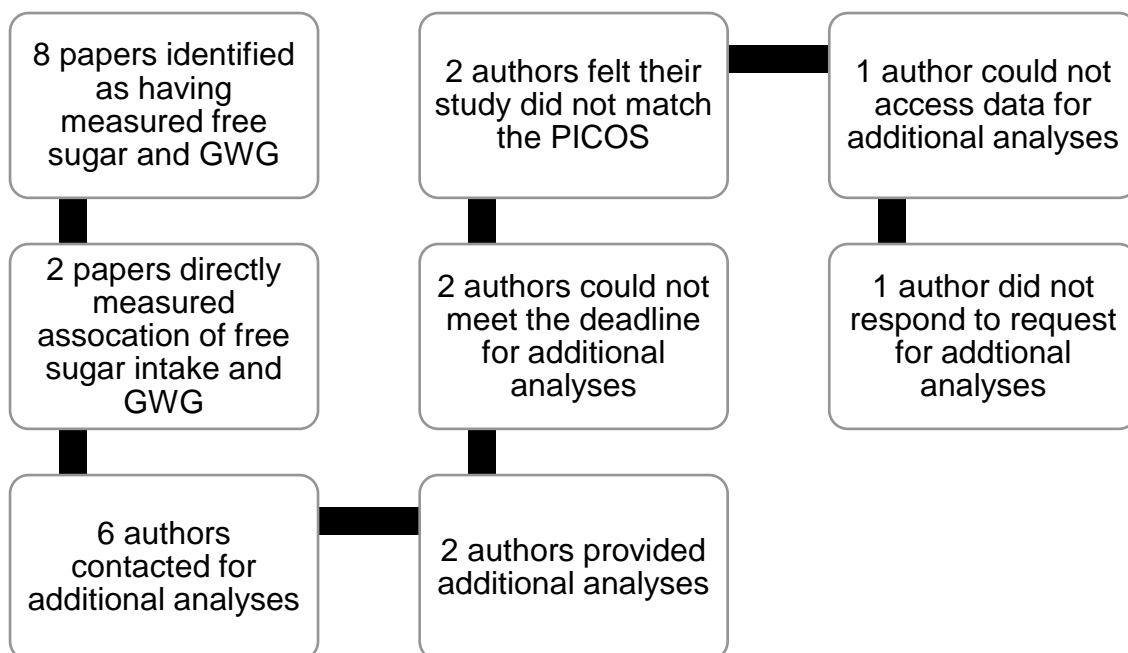 8 papers identified
as having
measured free
sugar and GWG
2 papers directly
measured
assocation of free
sugar intake and
GWG
6 authors
contacted for
additional analyses
2 authors provided
additional analyses
2 authors could not
meet the deadline
for additional
analyses
2 authors felt their
study did not match
the PICOS
1 author could not
access data for
additional analyses
1 author did not
respond to request
for addtional
analyses